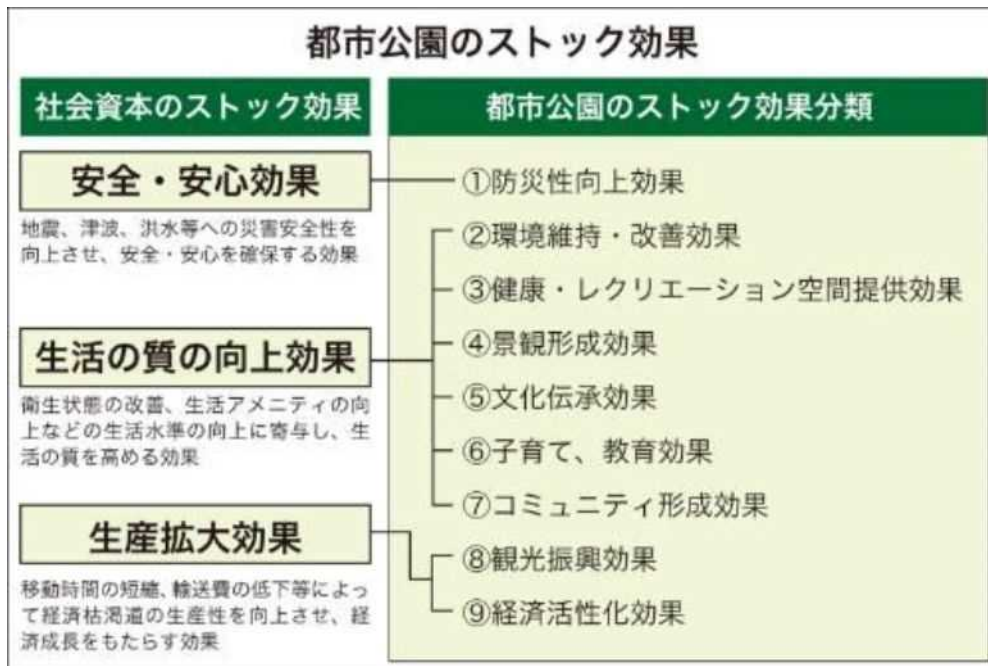 都市公園のストック効果
社会資本のストック効果
都市公園のストック効果分類
安全・安心効果
地震、津波、洪水等への災害安全性を
向上させ、安全・安心を確保する効果
生活の質の向上効果
衛生状態の改善、生活アメニティの向
上などの生活水準の向上に寄与し、生
活の質を高める効果
生産拡大効果
移動時間の短縮、輸送費の低下等によっ
て経済枯渇道の生産性を向上させ、経
済成長をもたらす効果
①防災性向上効果
②環境維持・改善効果
③健康・レクリエーション空間提供効果
④景観形成効果
⑤文化伝承効果
⑥子育て、教育効果
⑦コミュニティ形成効果
⑧観光振興効果
⑨経済活性化効果